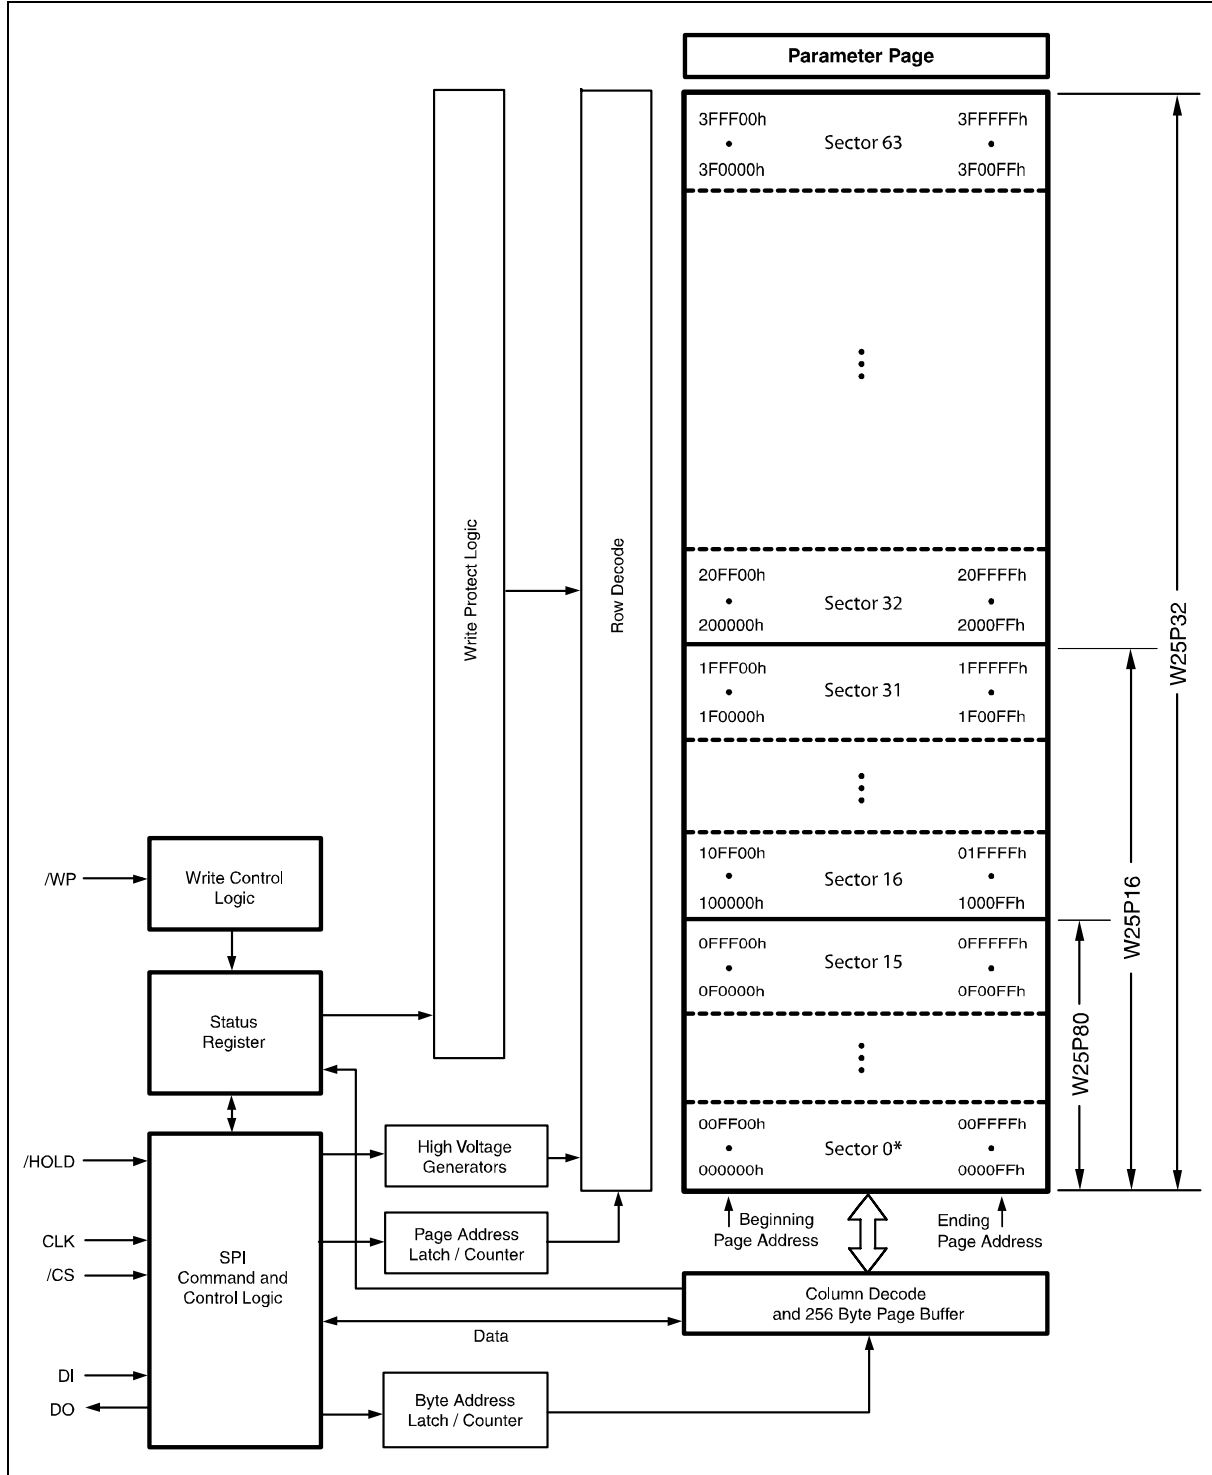 Parameter Page
3FFF00h
3FFFFFh
Sector 63
3F0000h
3F00FFh
20FF00h
20FFFFh
Sector 32
200000h
2000FFh
1FFF00h
1FFFFFh
Sector 31
1F0000h
1F00FFh
10FF00h
01FFFFh
Sector 16
100000h
1000FFh
0FFF00h
0FFFFFh
Sector 15
0F0000h
0F00FFh
00FF00h
00FFFFh
Sector 0*
000000h
0000FFh
Beginning
Page Address
Ending
Page Address
W25P32
W25P16
W25P80
Write Protect Logic
Row Decode
/WP
Write Control
Logic
Status
Register
/HOLD
CLK
/CS
DI
DO
SPI
Command and
Control Logic
High Voltage
Generators
Page Address
Latch / Counter
Column Decode
and 256 Byte Page Buffer
Data
Byte Address
Latch / Counter